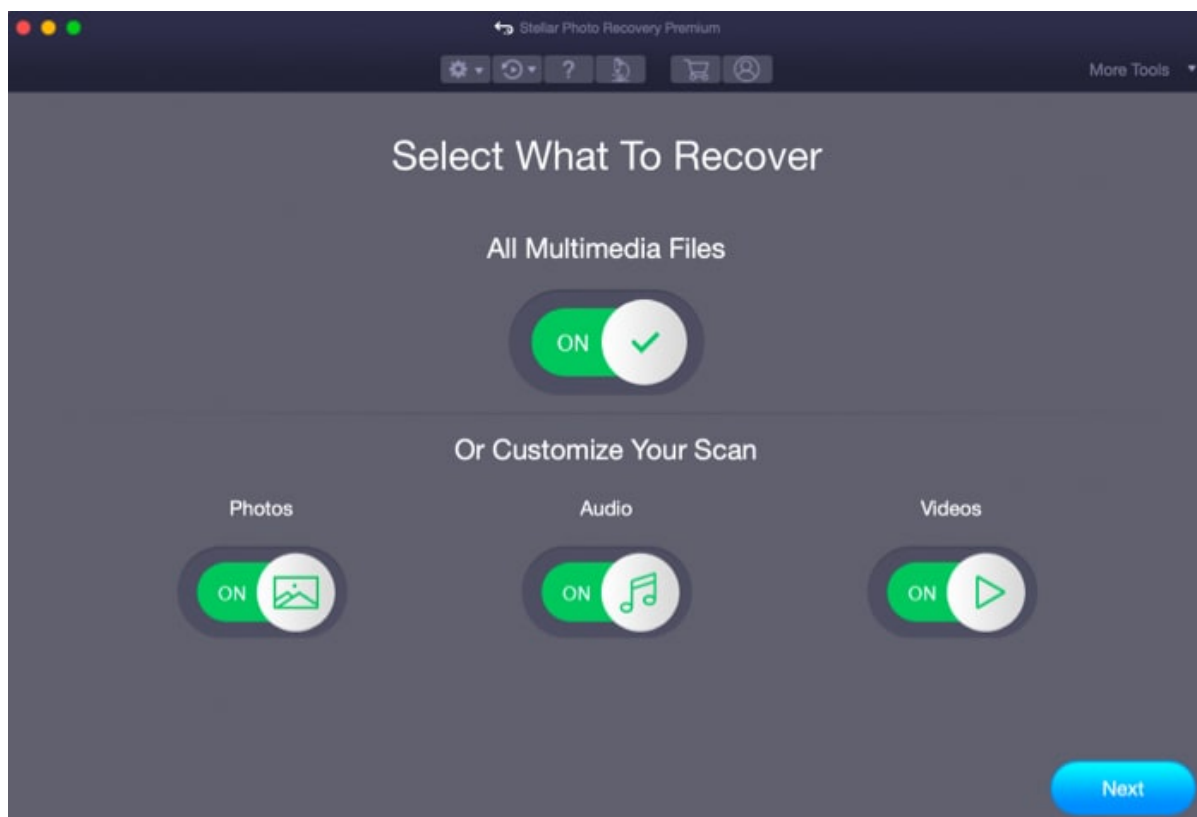 Stellar Photo Recovery Premium
?
More Tools
Select What To Recover
All Multimedia Files
ON
Or Customize Your Scan
Photos Audio Videos
ON ON ON
Next